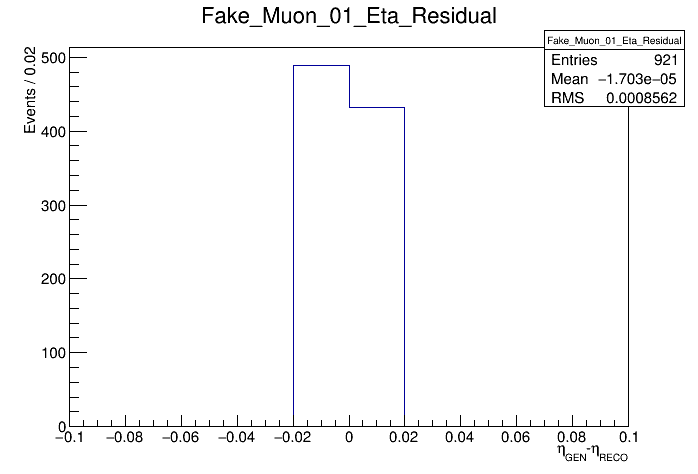 Fake_Muon_01_Eta_Residual
Fake_Muon_01_Eta_Residual
Entries 921
Mean −1.703e−05
RMS 0.0008562
Events / 0.02
500
400
300
200
100
0
−0.1 −0.08 −0.06 −0.04 −0.02 0 0.02 0.04 0.06 0.08 0.1
ηGEN-ηRECO